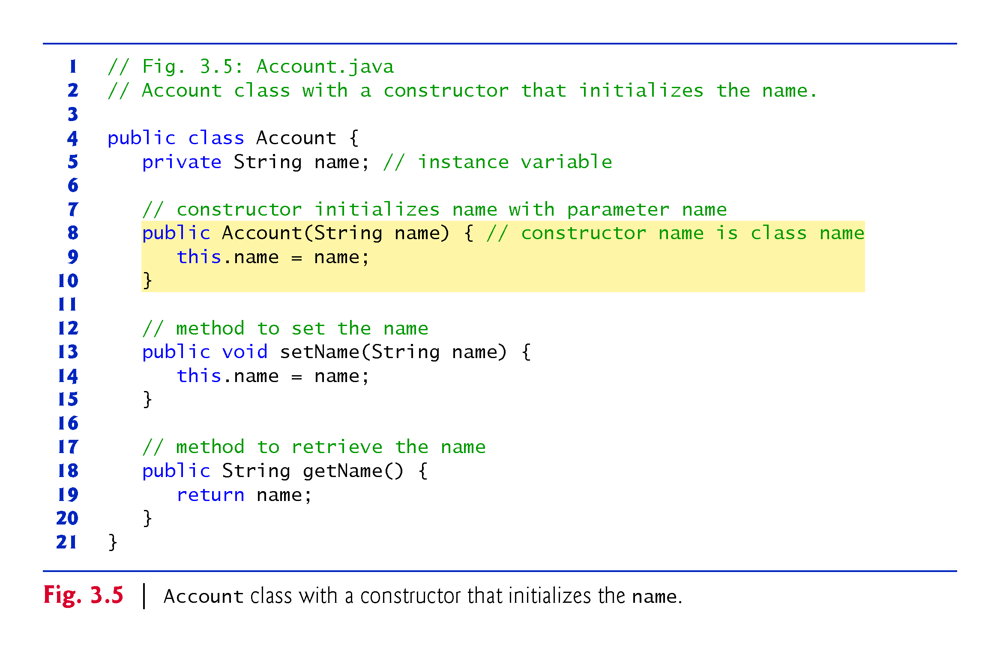 1 // Fig. 3.5: Account.java
2 // Account class with a constructor that initializes the name.
3
4 public class Account {
5    private String name; // instance variable
6
7    // constructor initializes name with parameter name
8    public Account(String name) { // constructor name is class name
9       this.name = name;
10    }
11
12    // method to set the name
13    public void setName(String name) {
14       this.name = name;
15    }
16
17    // method to retrieve the name
18    public String getName() {
19       return name;
20    }
21 }
Fig. 3.5 | Account class with a constructor that initializes the name.